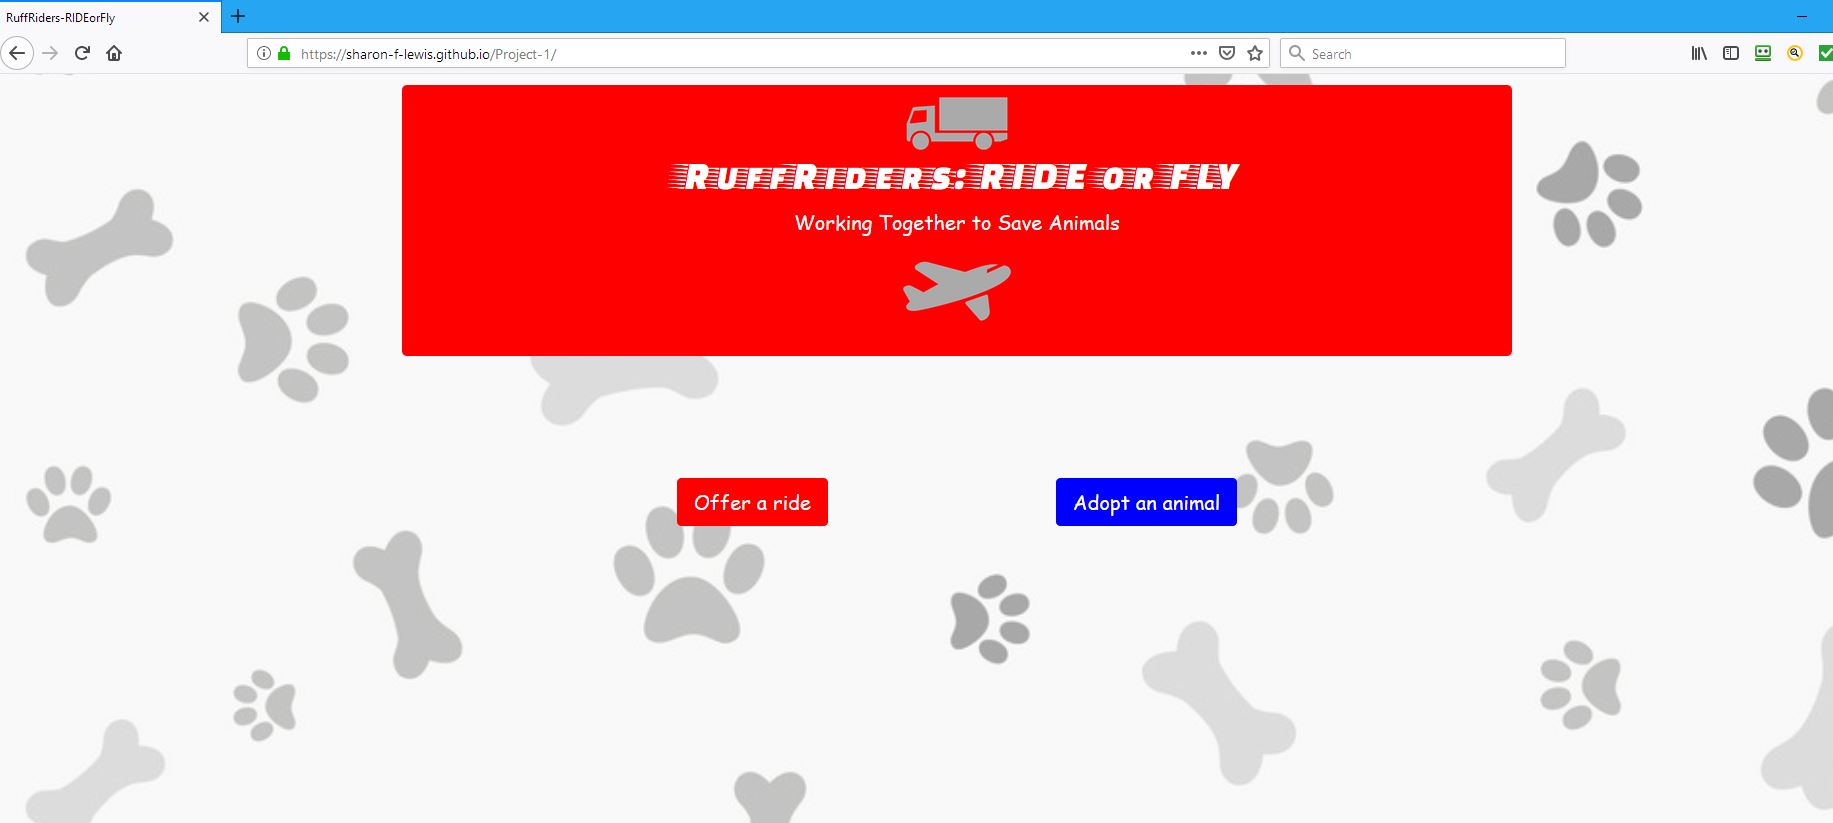 RuffRiders-RIDEorFly
https://sharon-f-lewis.github.io/Project-1/
Search
RUFFRIDERS: RIDE OR FLY
Working Together to Save Animals
Offer a ride
Adopt an animal